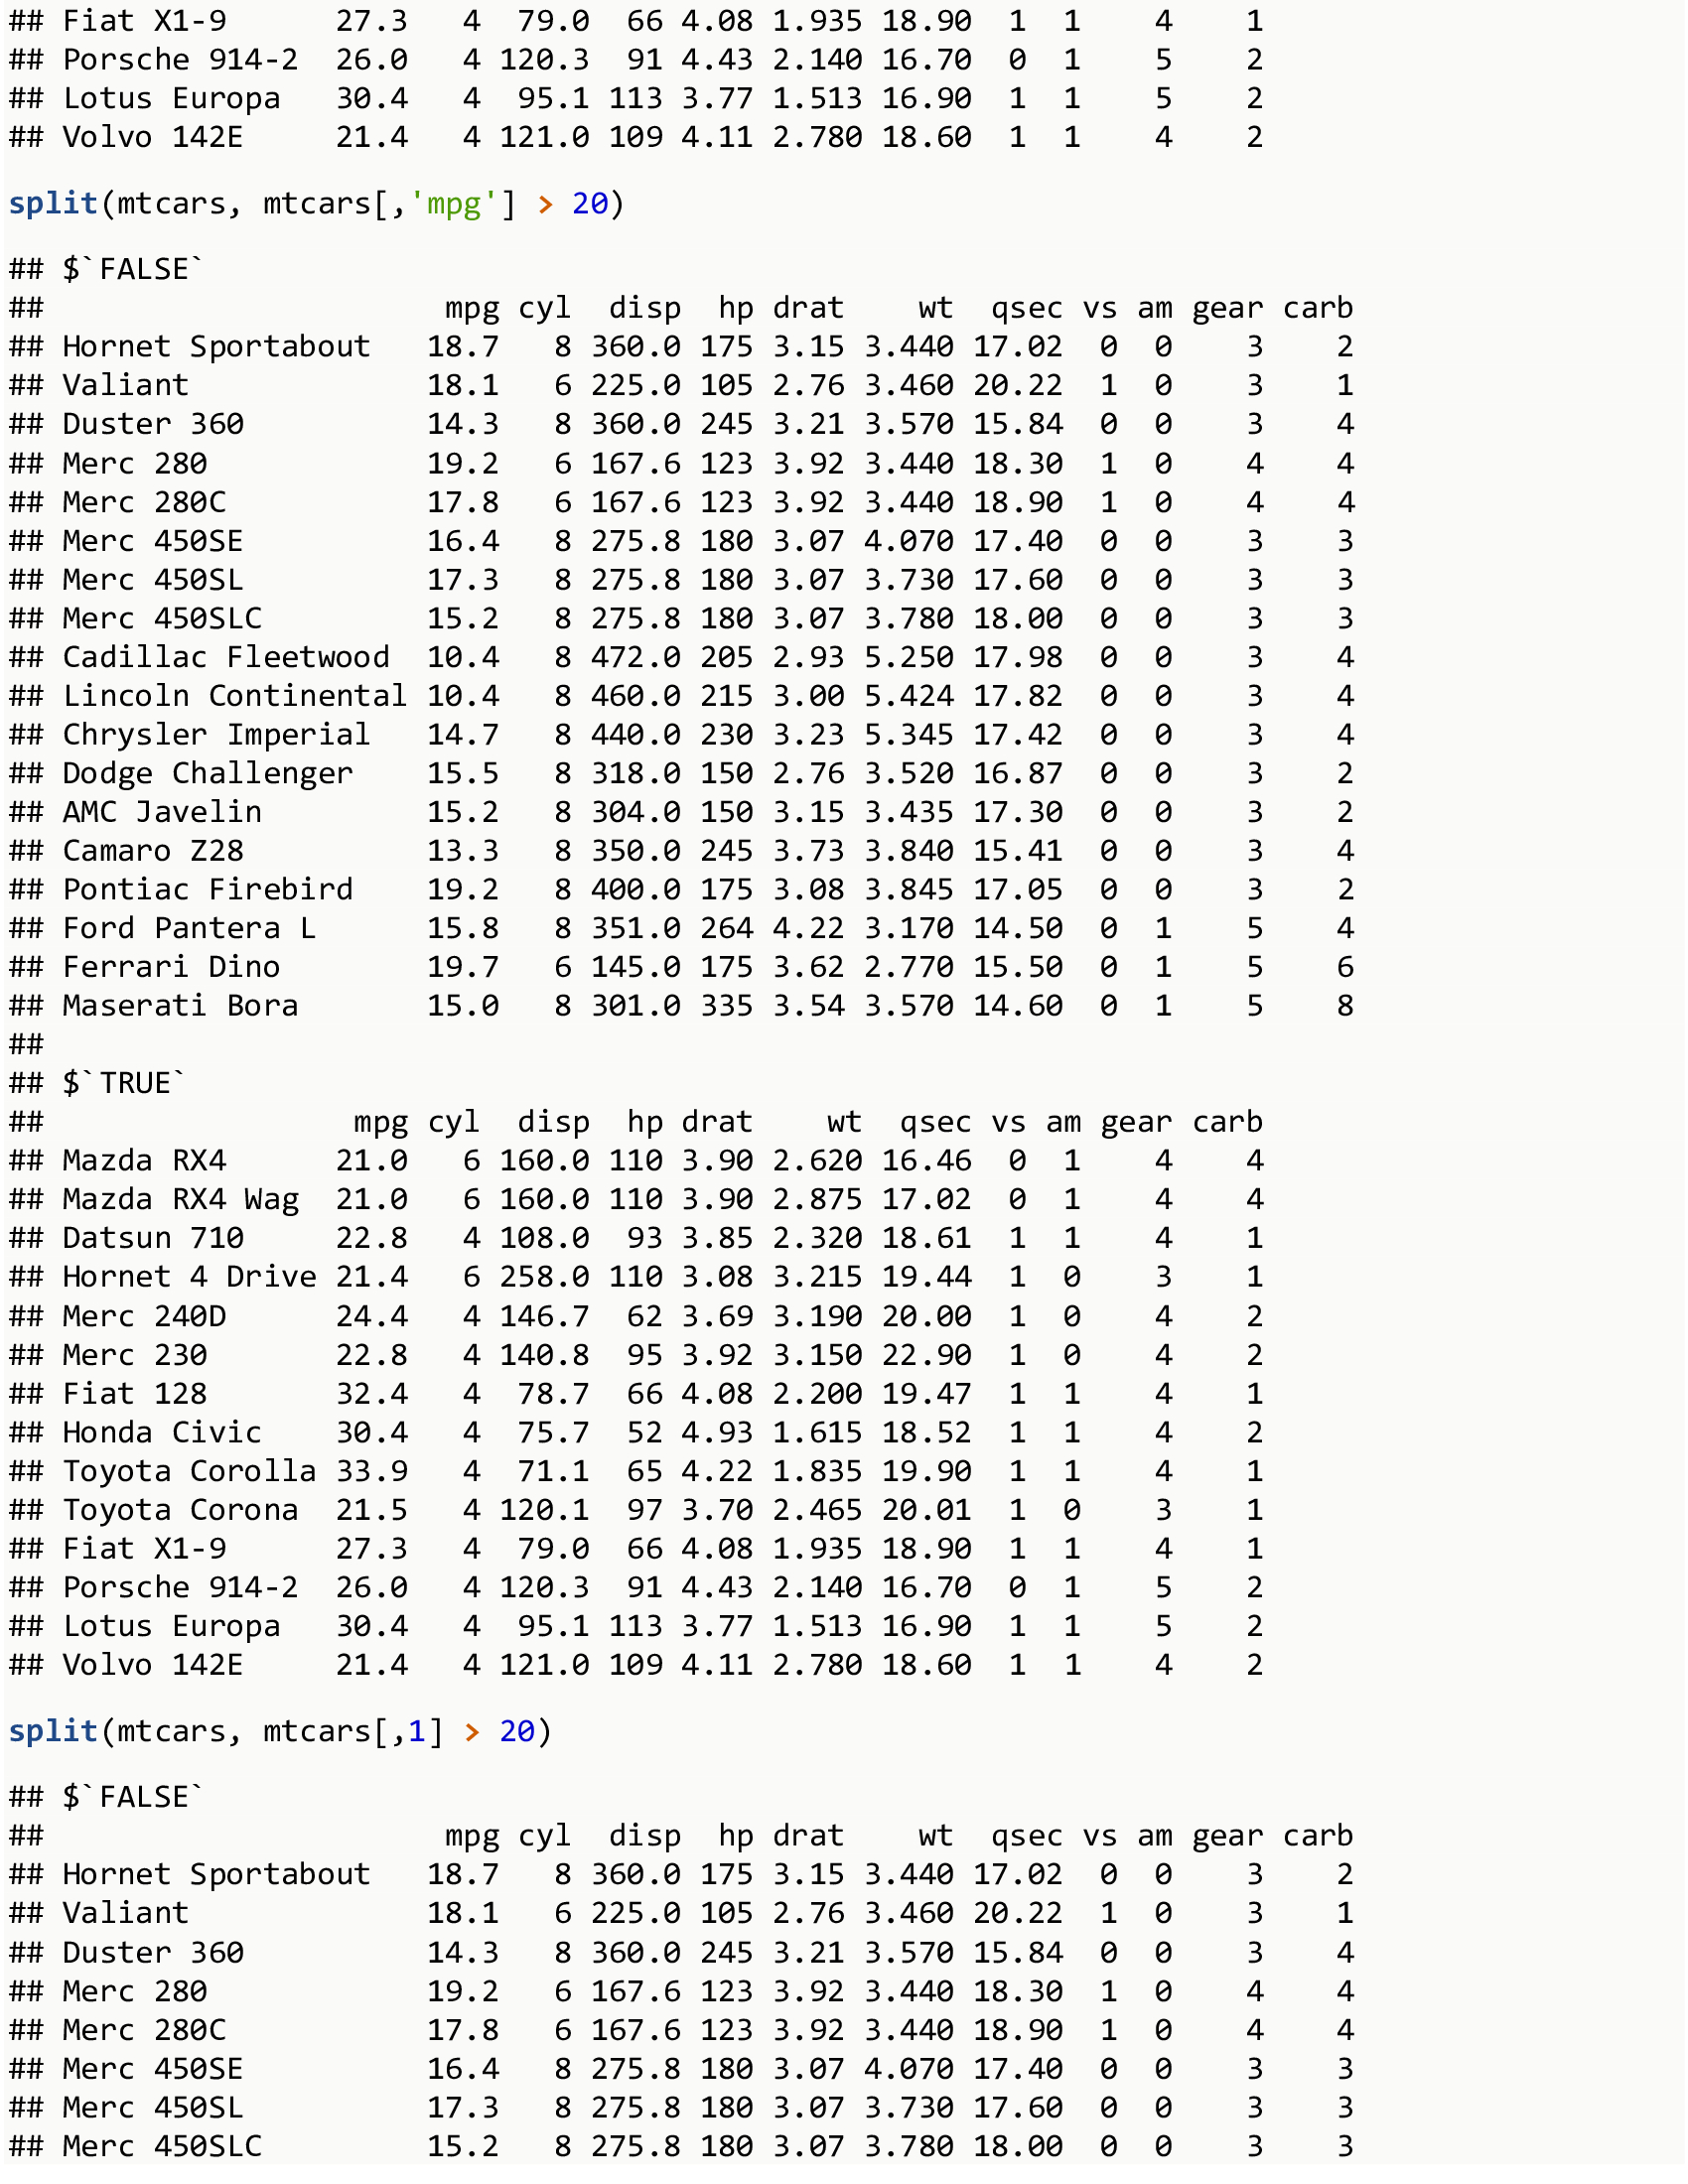 ## Fiat X1-9      27.3   4  79.0  66 4.08 1.935 18.90  1  1    4    1
## Porsche 914-2  26.0   4 120.3  91 4.43 2.140 16.70  0  1    5    2
## Lotus Europa   30.4   4  95.1 113 3.77 1.513 16.90  1  1    5    2
## Volvo 142E     21.4   4 121.0 109 4.11 2.780 18.60  1  1    4    2
split(mtcars, mtcars[,'mpg'] > 20)
## $`FALSE`
##                      mpg cyl  disp  hp drat    wt  qsec vs am gear carb
## Hornet Sportabout   18.7   8 360.0 175 3.15 3.440 17.02  0  0    3    2
## Valiant             18.1   6 225.0 105 2.76 3.460 20.22  1  0    3    1
## Duster 360          14.3   8 360.0 245 3.21 3.570 15.84  0  0    3    4
## Merc 280            19.2   6 167.6 123 3.92 3.440 18.30  1  0    4    4
## Merc 280C           17.8   6 167.6 123 3.92 3.440 18.90  1  0    4    4
## Merc 450SE          16.4   8 275.8 180 3.07 4.070 17.40  0  0    3    3
## Merc 450SL          17.3   8 275.8 180 3.07 3.730 17.60  0  0    3    3
## Merc 450SLC         15.2   8 275.8 180 3.07 3.780 18.00  0  0    3    3
## Cadillac Fleetwood  10.4   8 472.0 205 2.93 5.250 17.98  0  0    3    4
## Lincoln Continental 10.4   8 460.0 215 3.00 5.424 17.82  0  0    3    4
## Chrysler Imperial   14.7   8 440.0 230 3.23 5.345 17.42  0  0    3    4
## Dodge Challenger    15.5   8 318.0 150 2.76 3.520 16.87  0  0    3    2
## AMC Javelin         15.2   8 304.0 150 3.15 3.435 17.30  0  0    3    2
## Camaro Z28          13.3   8 350.0 245 3.73 3.840 15.41  0  0    3    4
## Pontiac Firebird    19.2   8 400.0 175 3.08 3.845 17.05  0  0    3    2
## Ford Pantera L      15.8   8 351.0 264 4.22 3.170 14.50  0  1    5    4
## Ferrari Dino        19.7   6 145.0 175 3.62 2.770 15.50  0  1    5    6
## Maserati Bora       15.0   8 301.0 335 3.54 3.570 14.60  0  1    5    8
##
## $`TRUE`
##                 mpg cyl  disp  hp drat    wt  qsec vs am gear carb
## Mazda RX4      21.0   6 160.0 110 3.90 2.620 16.46  0  1    4    4
## Mazda RX4 Wag  21.0   6 160.0 110 3.90 2.875 17.02  0  1    4    4
## Datsun 710     22.8   4 108.0  93 3.85 2.320 18.61  1  1    4    1
## Hornet 4 Drive 21.4   6 258.0 110 3.08 3.215 19.44  1  0    3    1
## Merc 240D      24.4   4 146.7  62 3.69 3.190 20.00  1  0    4    2
## Merc 230       22.8   4 140.8  95 3.92 3.150 22.90  1  0    4    2
## Fiat 128       32.4   4  78.7  66 4.08 2.200 19.47  1  1    4    1
## Honda Civic    30.4   4  75.7  52 4.93 1.615 18.52  1  1    4    2
## Toyota Corolla 33.9   4  71.1  65 4.22 1.835 19.90  1  1    4    1
## Toyota Corona  21.5   4 120.1  97 3.70 2.465 20.01  1  0    3    1
## Fiat X1-9      27.3   4  79.0  66 4.08 1.935 18.90  1  1    4    1
## Porsche 914-2  26.0   4 120.3  91 4.43 2.140 16.70  0  1    5    2
## Lotus Europa   30.4   4  95.1 113 3.77 1.513 16.90  1  1    5    2
## Volvo 142E     21.4   4 121.0 109 4.11 2.780 18.60  1  1    4    2
split(mtcars, mtcars[,1] > 20)
## $`FALSE`
##                      mpg cyl  disp  hp drat    wt  qsec vs am gear carb
## Hornet Sportabout   18.7   8 360.0 175 3.15 3.440 17.02  0  0    3    2
## Valiant             18.1   6 225.0 105 2.76 3.460 20.22  1  0    3    1
## Duster 360          14.3   8 360.0 245 3.21 3.570 15.84  0  0    3    4
## Merc 280            19.2   6 167.6 123 3.92 3.440 18.30  1  0    4    4
## Merc 280C           17.8   6 167.6 123 3.92 3.440 18.90  1  0    4    4
## Merc 450SE          16.4   8 275.8 180 3.07 4.070 17.40  0  0    3    3
## Merc 450SL          17.3   8 275.8 180 3.07 3.730 17.60  0  0    3    3
## Merc 450SLC         15.2   8 275.8 180 3.07 3.780 18.00  0  0    3    3